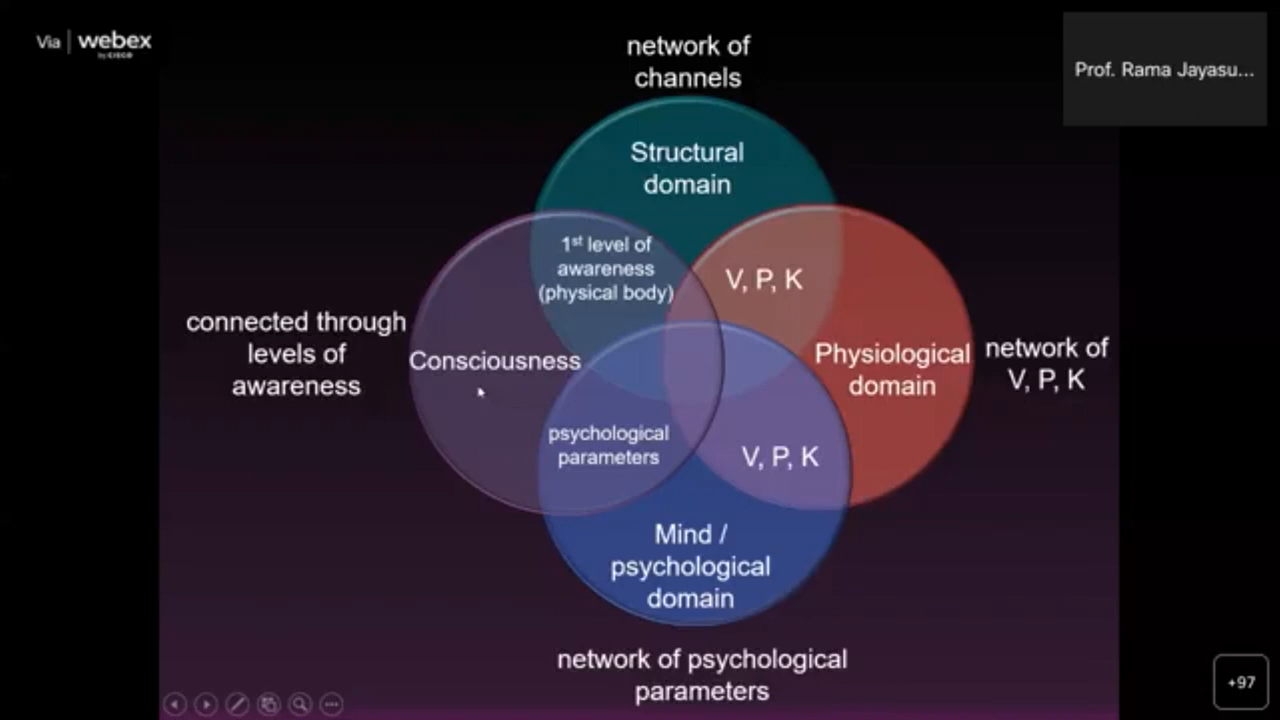 Via | webex
by CISCO
Prof. Rama Jayasu...
network of
channels
Structural
domain
1st level of
awareness
(physical body)
V, P, K
connected through
levels of
awareness
Consciousness
Physiological
domain
network of
V, P, K
psychological
parameters
V, P, K
Mind /
psychological
domain
network of psychological
parameters
+97